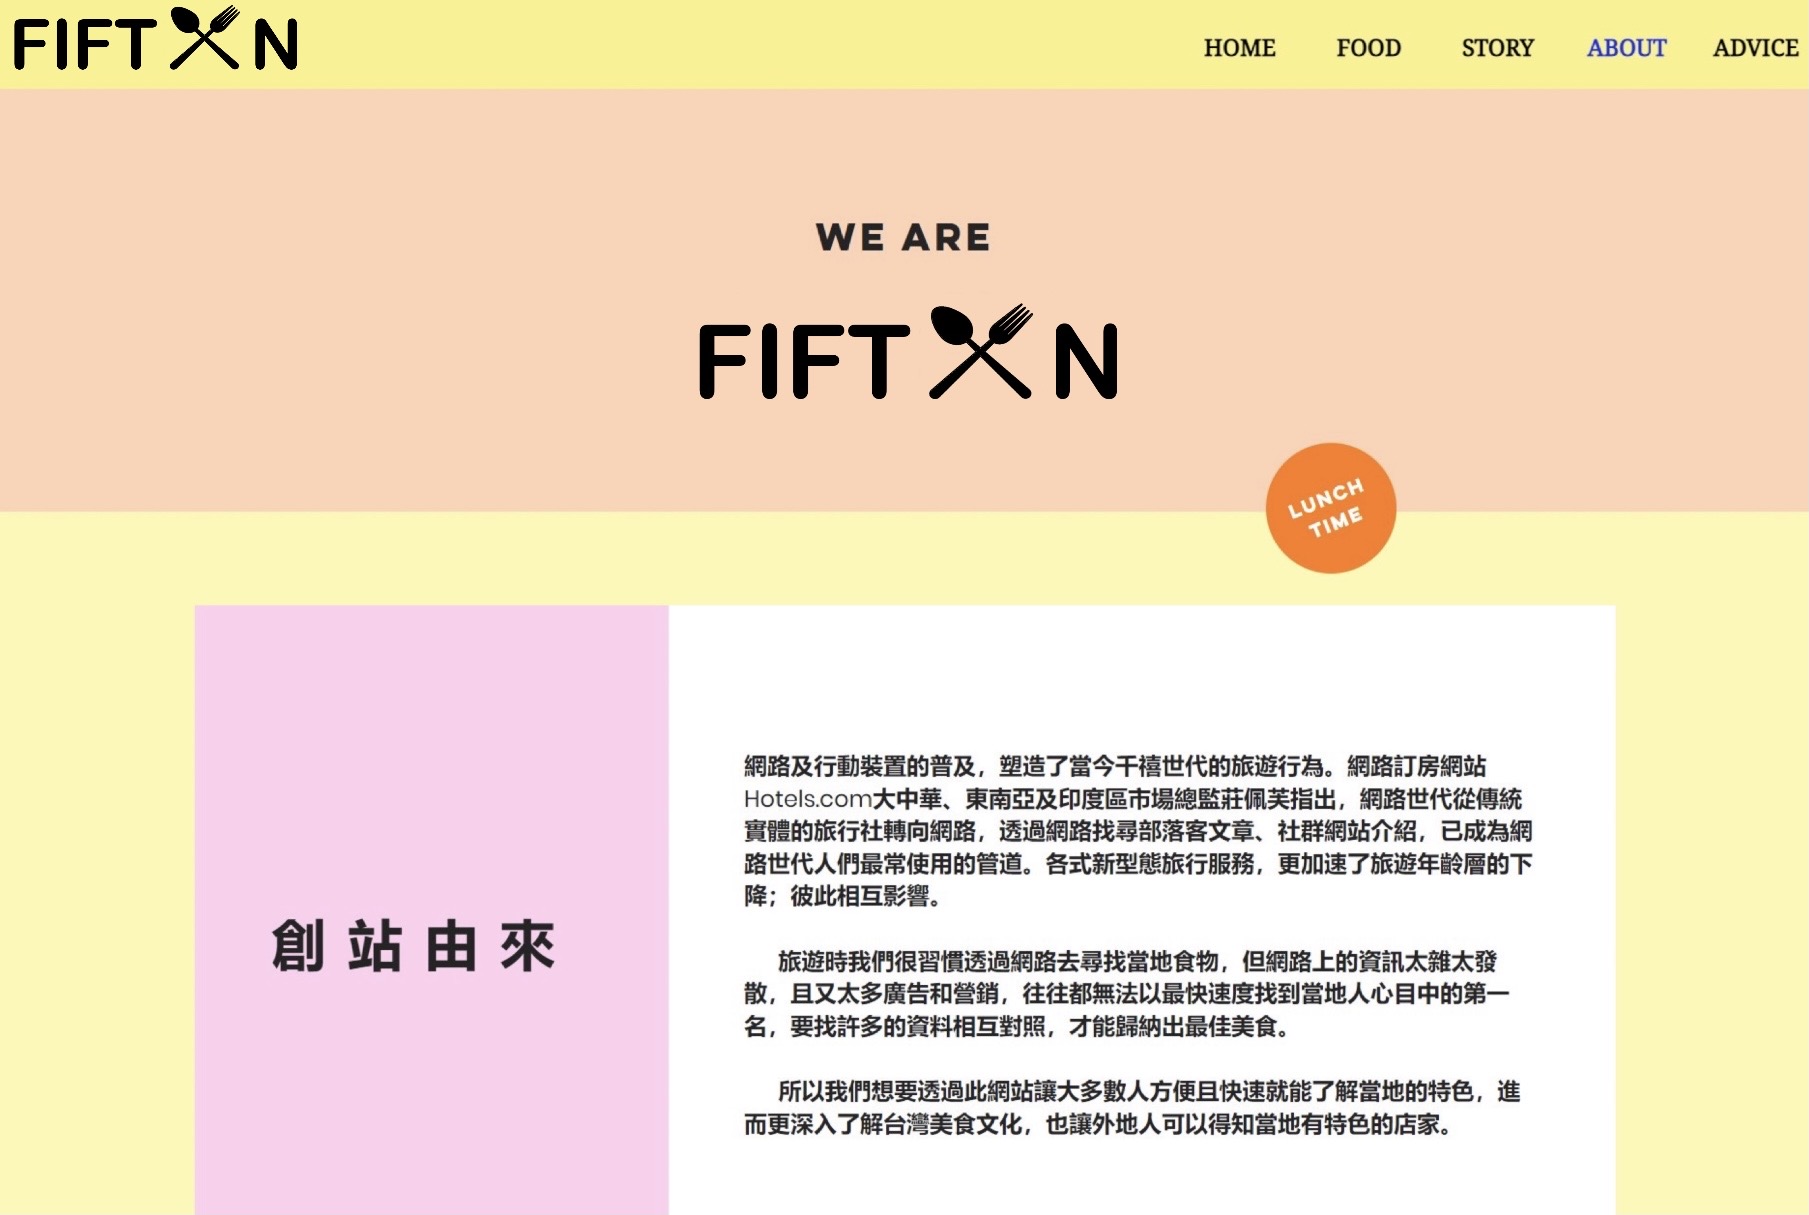 FIFT N
HOME FOOD STORY ABOUT ADVICE
WE ARE
FIFT N
LUNCH
TIME
創站由來
網路及行動裝置的普及，塑造了當今千禧世代的旅遊行為。網路訂房網站
Hotels.com大中華、東南亞及印度區市場總監莊佩芙指出，網路世代從傳統
實體的旅行社轉向網路，透過網路找尋部落客文章、社群網站介紹，已成為網
路世代人們最常使用的管道。各式新型態旅行服務，更加速了旅遊年齡層的下
降；彼此相互影響。
旅遊時我們很習慣透過網路去尋找當地食物，但網路上的資訊太雜太發
散，且又太多廣告和營銷，往往都無法以最快速度找到當地人心目中的第一
名，要找許多的資料相互對照，才能歸納出最佳美食。
所以我們想要透過此網站讓大多數人方便且快速就能了解當地的特色，進
而更深入了解台灣美食文化，也讓外地人可以得知當地有特色的店家。